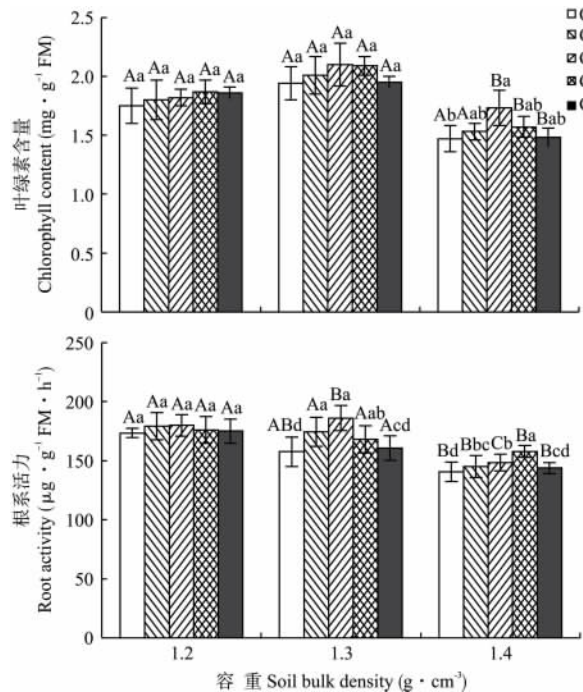 叶绿素含量
Chlorophyll content (mg · g⁻¹ FM)
2.5
2.0
1.5
1.0
0.5
0
Aa Aa Aa Aa Aa
Aa Aa Aa Aa Aa
Ab Aab Ba Bab Bab
根系活力
Root activity (μg · g⁻¹ FM · h⁻¹)
250
200
150
100
50
0
Aa Aa Aa Aa Aa
ABd Aa Ba Aab Acd
Bd Bbc Cb Ba Bcd
1.2 1.3 1.4
容 重 Soil bulk density (g · cm⁻³)